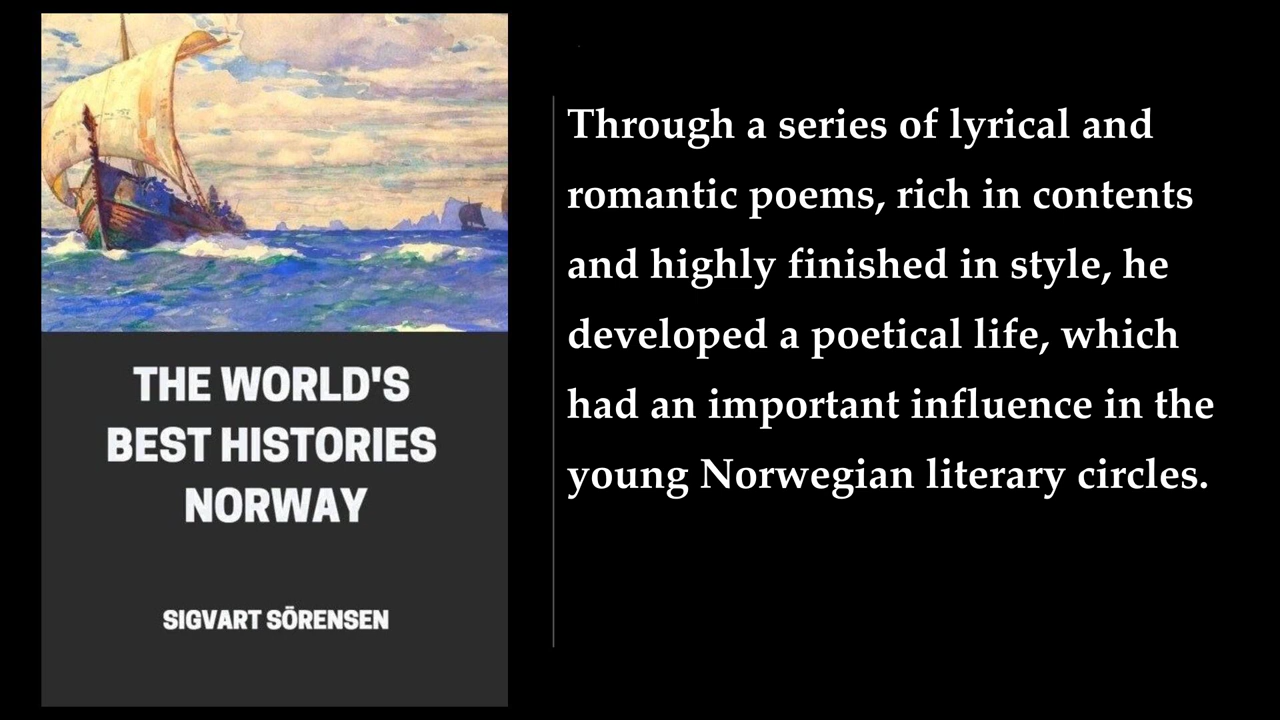 THE WORLD'S
BEST HISTORIES
NORWAY
SIGVART SÖRENSEN
Through a series of lyrical and
romantic poems, rich in contents
and highly finished in style, he
developed a poetical life, which
had an important influence in the
young Norwegian literary circles.